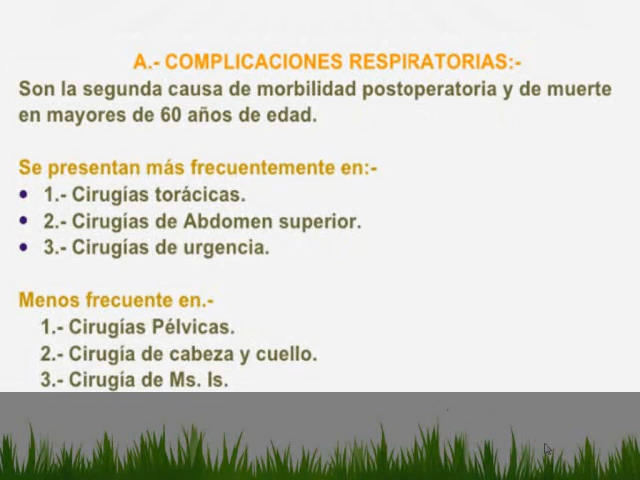 A.- COMPLICACIONES RESPIRATORIAS:-
Son la segunda causa de morbilidad postoperatoria y de muerte
en mayores de 60 años de edad.
Se presentan más frecuentemente en:-
• 1.- Cirugías torácicas.
• 2.- Cirugías de Abdomen superior.
• 3.- Cirugías de urgencia.
Menos frecuente en.-
1.- Cirugías Pélvicas.
2.- Cirugía de cabeza y cuello.
3.- Cirugía de Ms. Is.